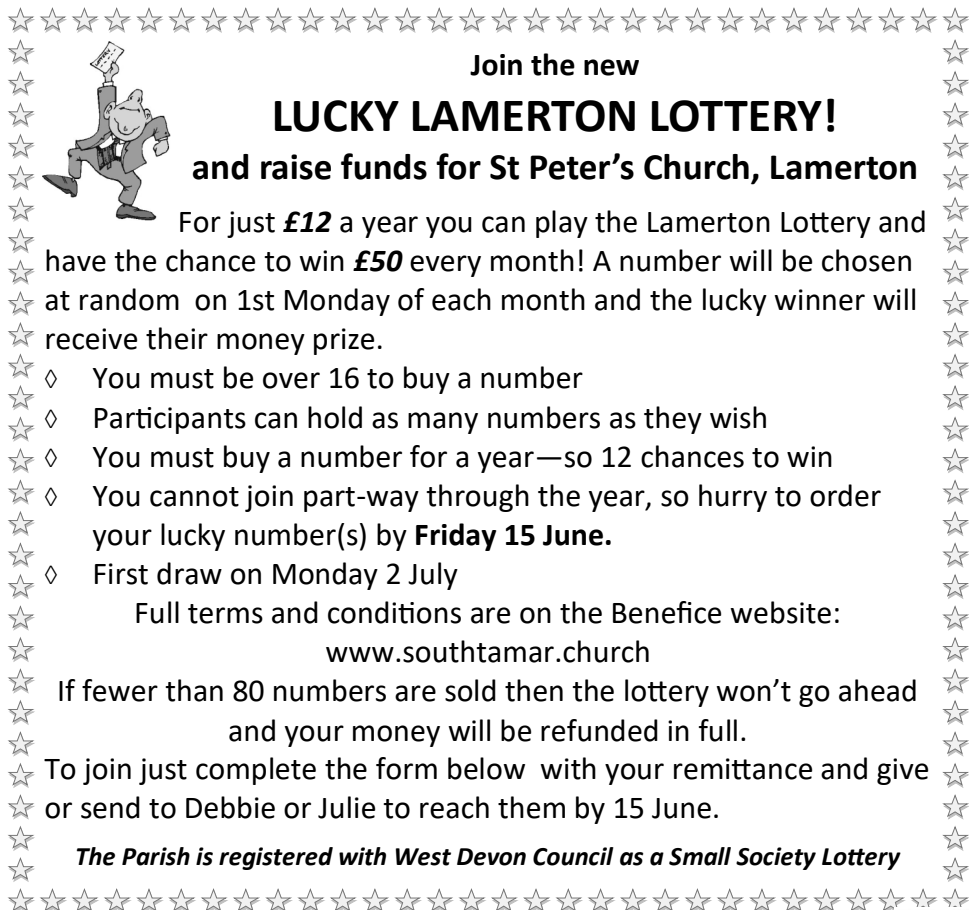 Join the new
LUCKY LAMERTON LOTTERY!
and raise funds for St Peter’s Church, Lamerton
For just £12 a year you can play the Lamerton Lottery and
have the chance to win £50 every month! A number will be chosen
at random on 1st Monday of each month and the lucky winner will
receive their money prize.
◊ You must be over 16 to buy a number
◊ Participants can hold as many numbers as they wish
◊ You must buy a number for a year—so 12 chances to win
◊ You cannot join part-way through the year, so hurry to order
your lucky number(s) by Friday 15 June.
◊ First draw on Monday 2 July
Full terms and conditions are on the Benefice website:
www.southtamar.church
If fewer than 80 numbers are sold then the lottery won’t go ahead
and your money will be refunded in full.
To join just complete the form below with your remittance and give
or send to Debbie or Julie to reach them by 15 June.
The Parish is registered with West Devon Council as a Small Society Lottery